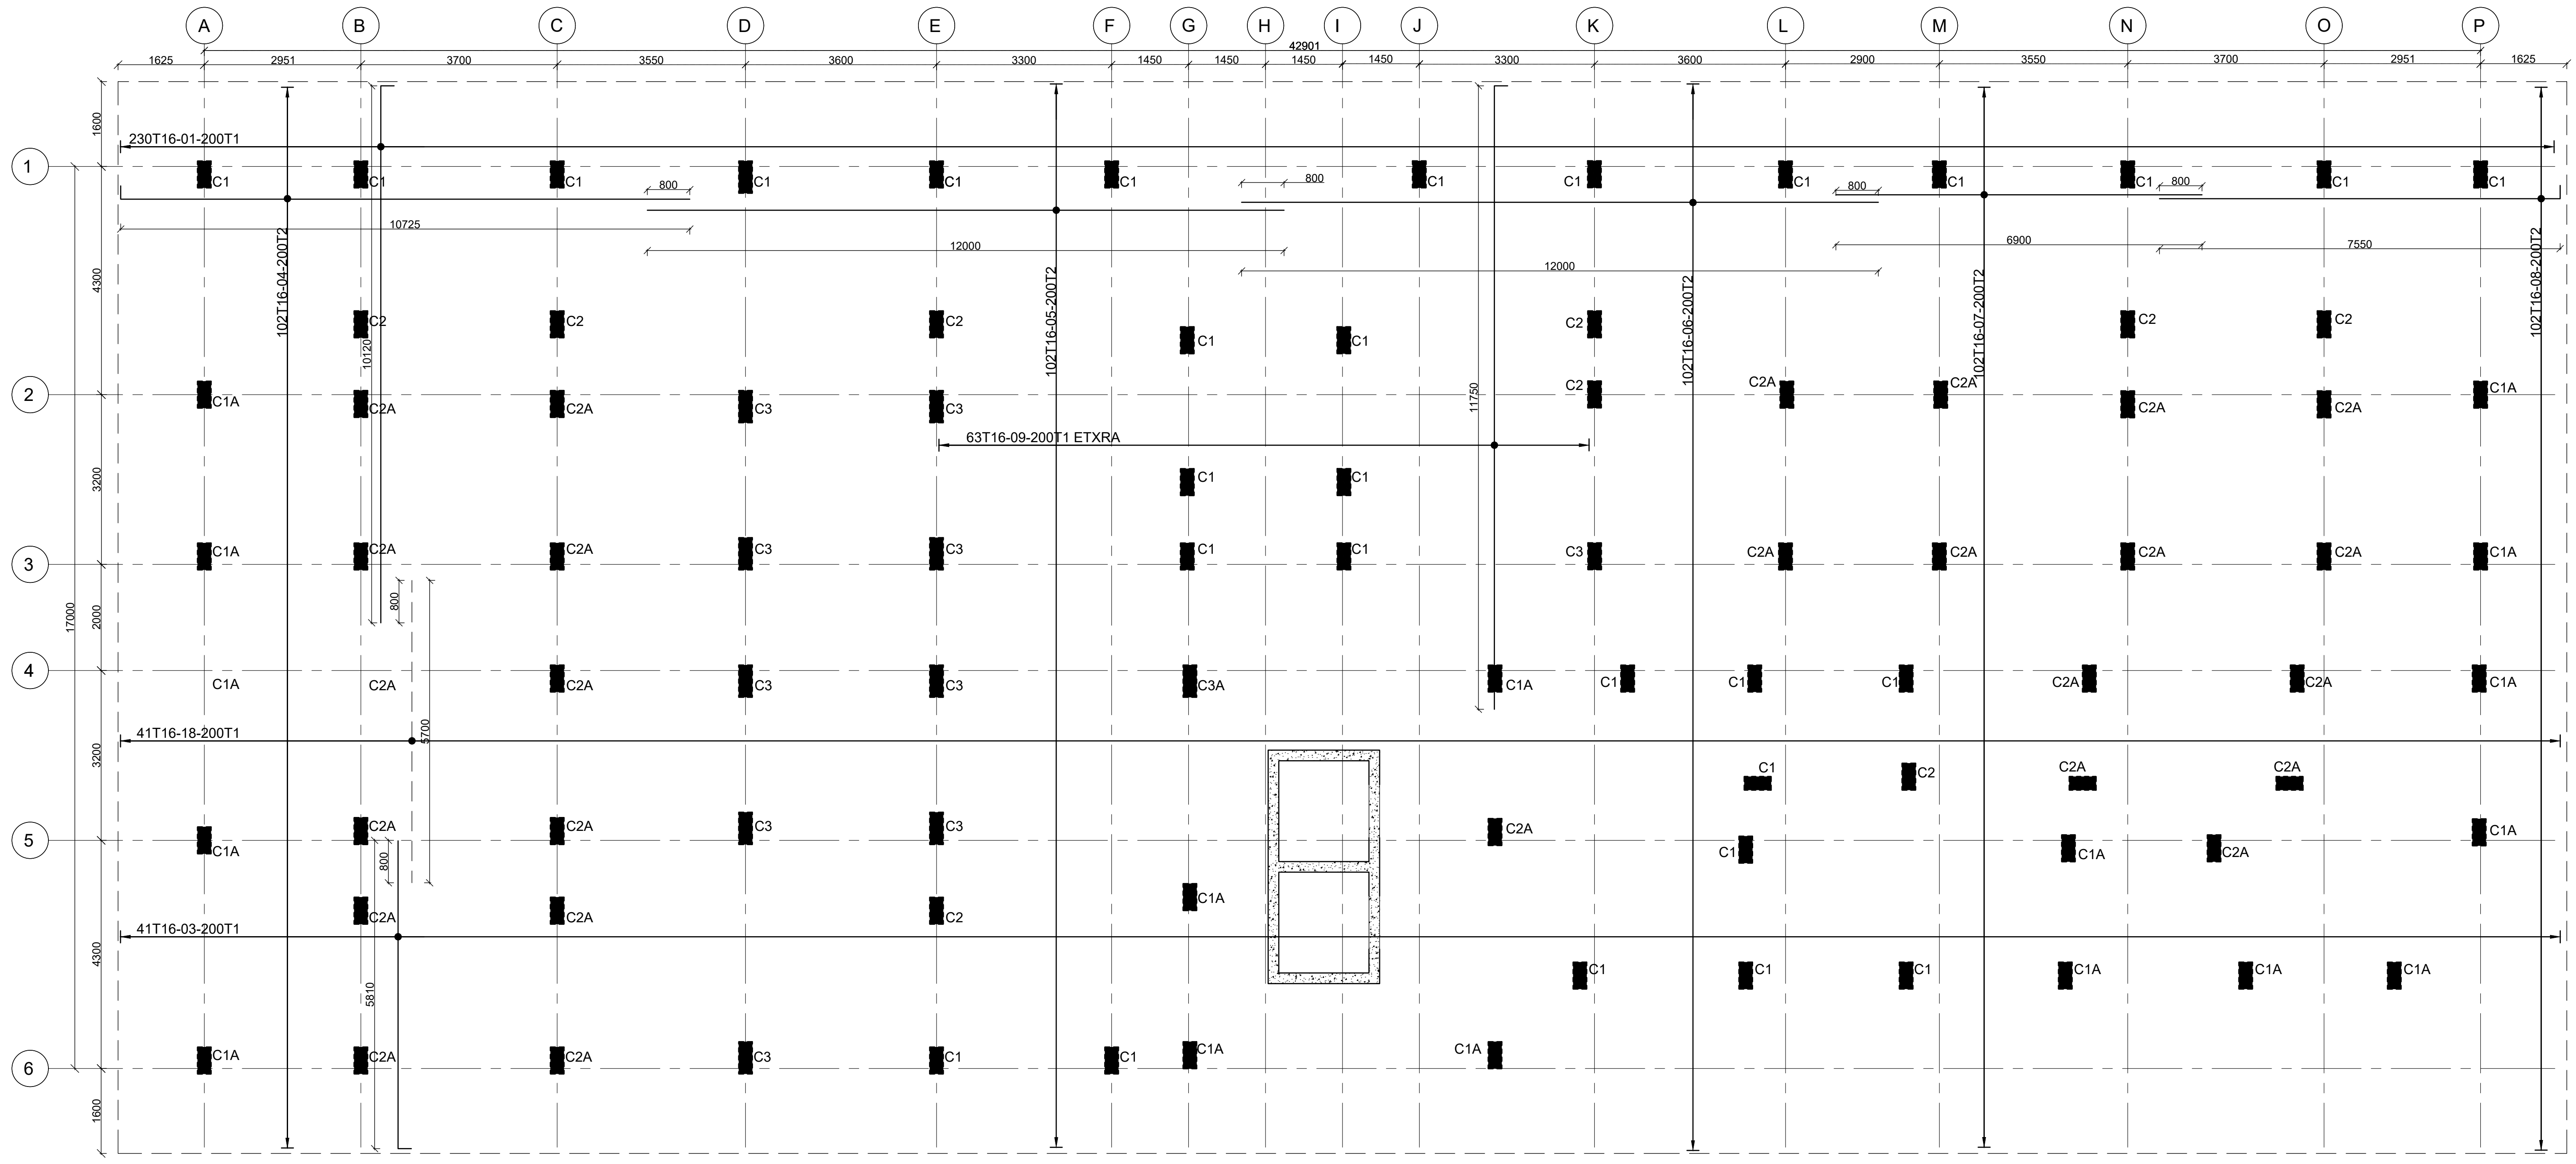 A B C D E F G H I J K L M N O P
42901
1625 2951 3700 3550 3600 3300 1450 1450 1450 1450 3300 3600 2900 3550 3700 2951 1625
1600
230T16-01-200T1
1
C1 C1 C1 C1 C1 C1 C1 C1 C1 C1 C1 C1 C1
800 800 800 800
10725
12000
12000
6900
7550
102T16-04-200T2
102T16-05-200T2
102T16-06-200T2
102T16-07-200T2
102T16-08-200T2
4300
10120
11750
C2 C2 C2 C1 C1 C2 C2 C2
2
C1A C2A C2A C3 C3 C2 C2A C2A C2A C2A C1A
63T16-09-200T1 ETXRA
3200
C1 C1
3
C1A C2A C2A C3 C3 C1 C1 C3 C2A C2A C2A C2A C1A
17000
2000
800
4
C1A C2A C2A C3 C3 C3A C1A C1 C1 C1 C2A C2A C1A
5700
41T16-18-200T1
3200
C1 C2 C2A C2A
5
C1A C2A C2A C3 C3 C2A C1 C1A C2A C1A
800
C2A C2A C2 C1A
41T16-03-200T1
4300
5810
C1 C1 C1 C1A C1A C1A
6
C1A C2A C2A C3 C1 C1 C1A C1A
1600